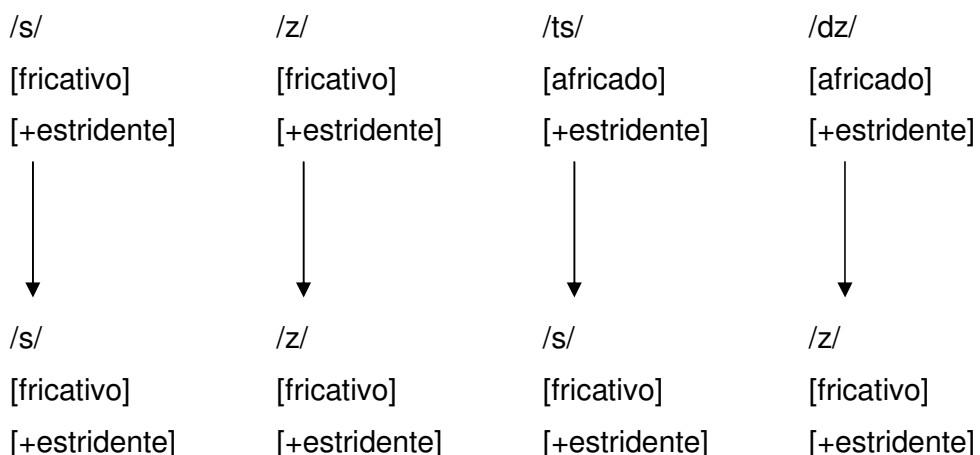 /s/ /z/ /ts/ /dz/
[fricativo] [fricativo] [africado] [africado]
[+estridente] [+estridente] [+estridente] [+estridente]
/s/ /z/ /s/ /z/
[fricativo] [fricativo] [fricativo] [fricativo]
[+estridente] [+estridente] [+estridente] [+estridente]